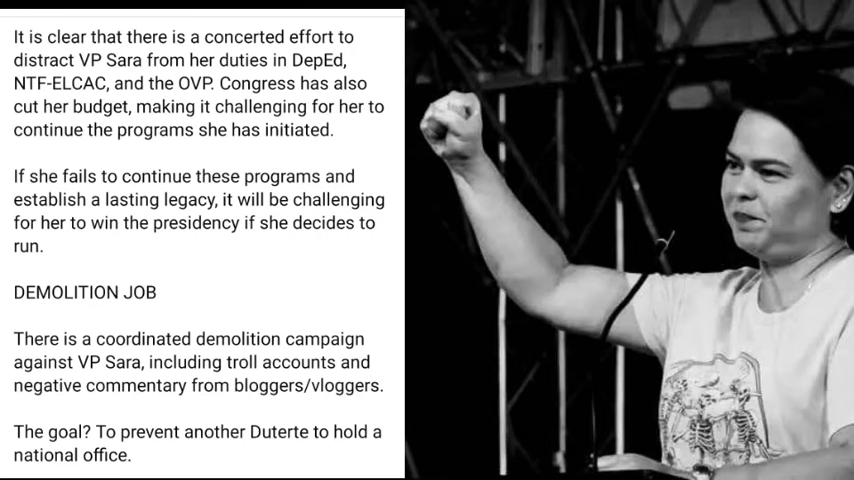 It is clear that there is a concerted effort to
distract VP Sara from her duties in DepEd,
NTF-ELCAC, and the OVP. Congress has also
cut her budget, making it challenging for her to
continue the programs she has initiated.
If she fails to continue these programs and
establish a lasting legacy, it will be challenging
for her to win the presidency if she decides to
run.
DEMOLITION JOB
There is a coordinated demolition campaign
against VP Sara, including troll accounts and
negative commentary from bloggers/vloggers.
The goal? To prevent another Duterte to hold a
national office.